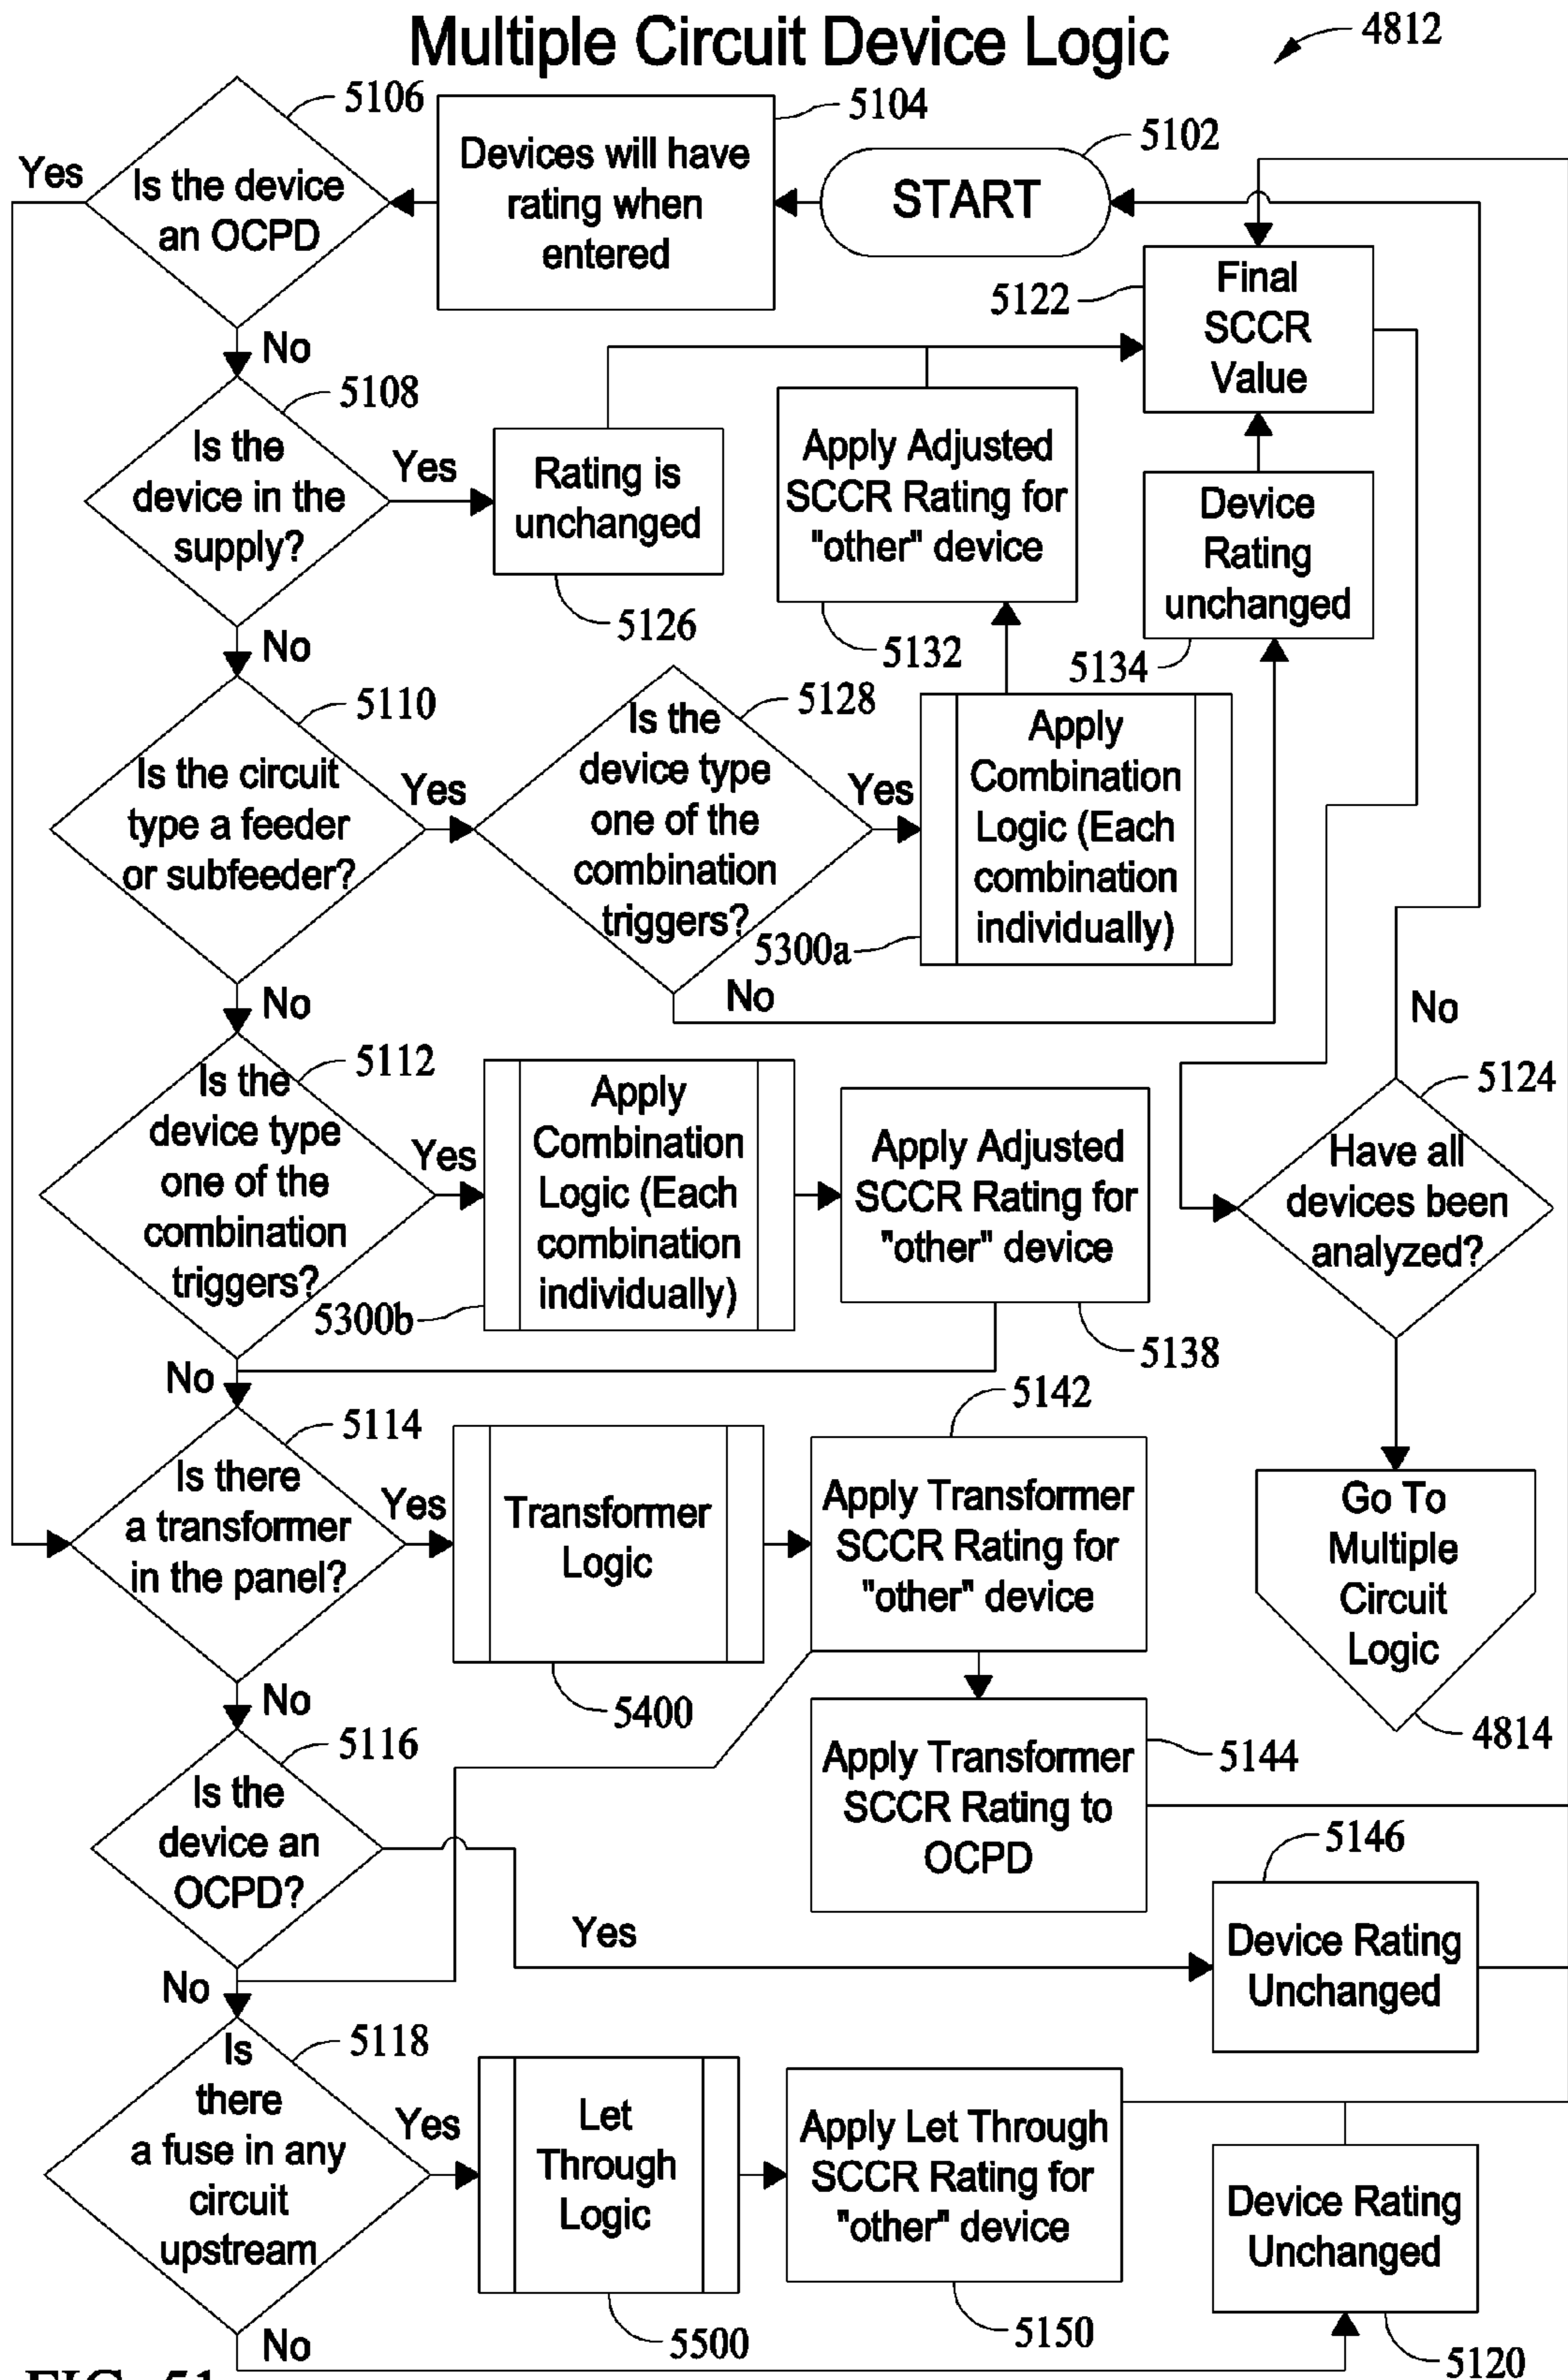 Multiple Circuit Device Logic
4812
5106
Is the device
an OCPD
Yes
No
5104
Devices will have
rating when
entered
5102
START
5122
Final
SCCR
Value
5108
Is the
device in the
supply?
Yes
No
Rating is
unchanged
5126
Apply Adjusted
SCCR Rating for
"other" device
5132
Device
Rating
unchanged
5134
5110
Is the circuit
type a feeder
or subfeeder?
Yes
No
5128
Is the
device type
one of the
combination
triggers?
Yes
No
Apply
Combination
Logic (Each
combination
individually)
5300a
5112
Is the
device type
one of the
combination
triggers?
Yes
No
Apply
Combination
Logic (Each
combination
individually)
5300b
Apply Adjusted
SCCR Rating for
"other" device
5138
No
5124
Have all
devices been
analyzed?
5114
Is there
a transformer
in the panel?
Yes
No
Transformer
Logic
5400
5142
Apply Transformer
SCCR Rating for
"other" device
Go To
Multiple
Circuit
Logic
4814
5144
Apply Transformer
SCCR Rating to
OCPD
5116
Is the
device an
OCPD?
Yes
No
5146
Device Rating
Unchanged
5118
Is
there
a fuse in any
circuit
upstream
Yes
No
Let
Through
Logic
5500
Apply Let Through
SCCR Rating for
"other" device
5150
Device Rating
Unchanged
5120
FIG. 51